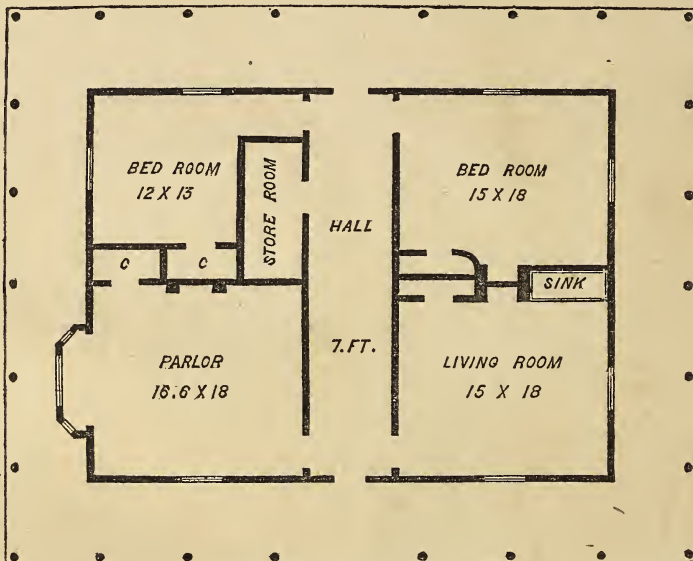 BED ROOM
12 X 13
C
C
STORE ROOM
HALL
7.FT.
BED ROOM
15 X 18
SINK
PARLOR
16.6 X 18
LIVING ROOM
15 X 18